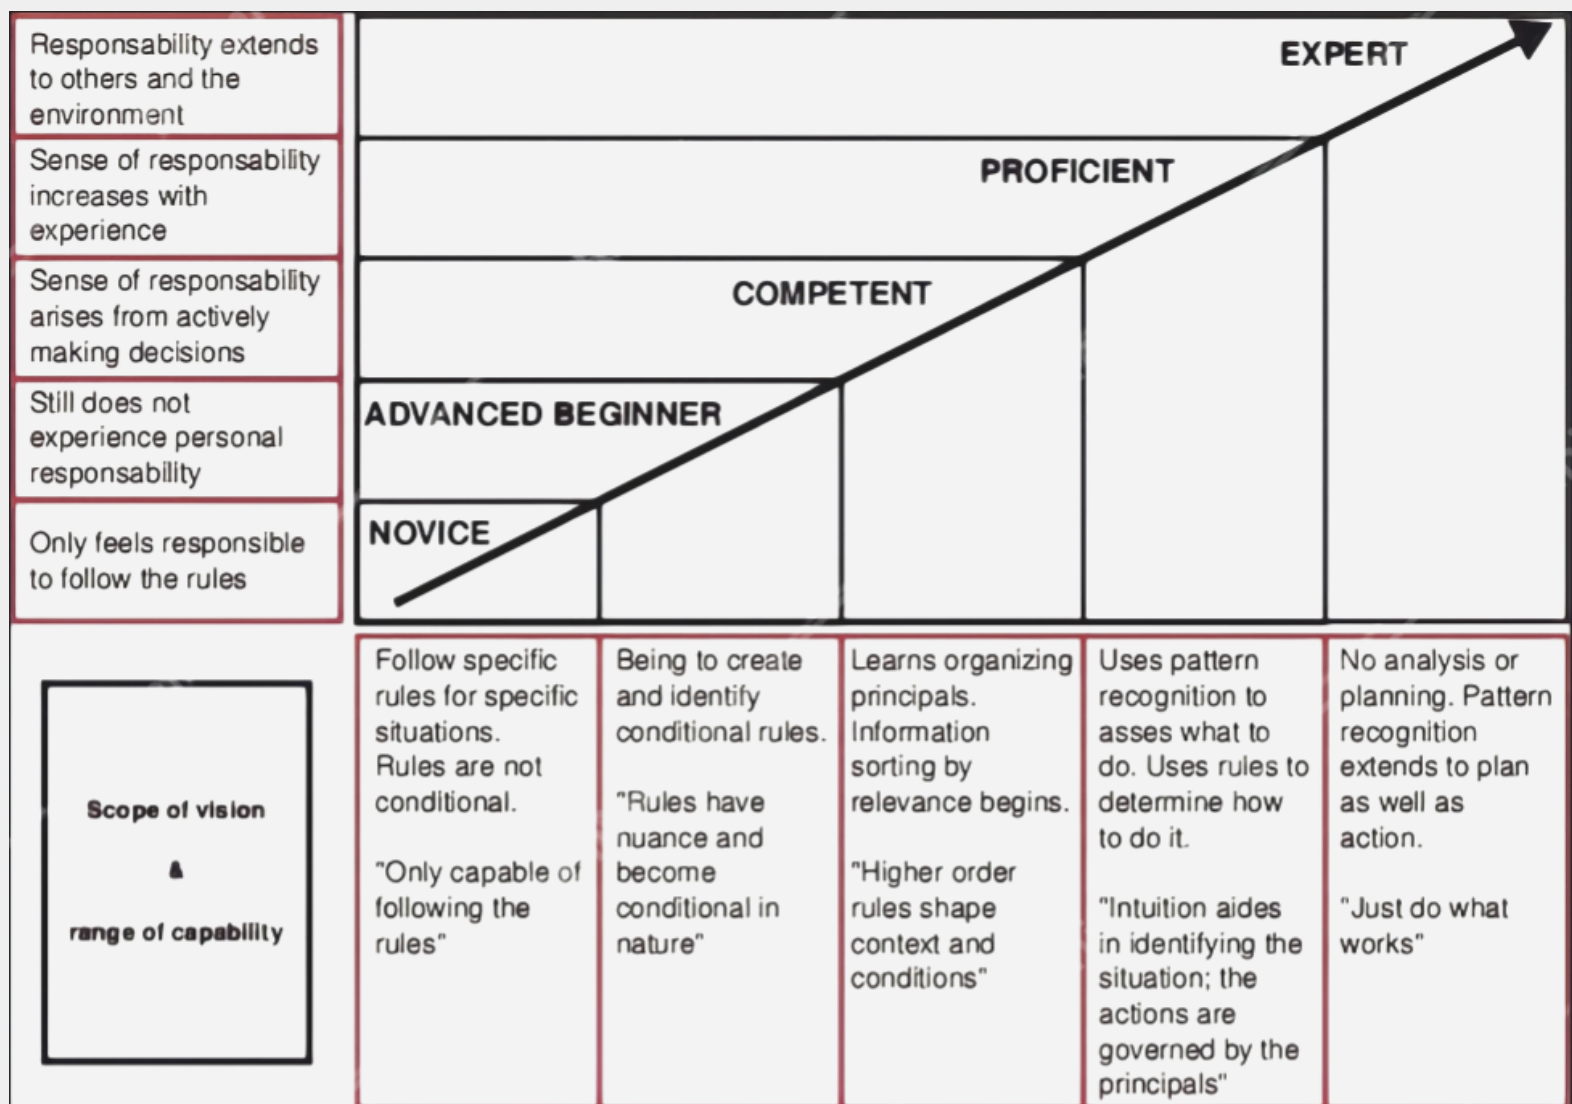 Responsability extends
to others and the
environment
EXPERT
Sense of responsability
increases with
experience
PROFICIENT
Sense of responsability
arises from actively
making decisions
COMPETENT
Still does not
experience personal
responsability
ADVANCED BEGINNER
Only feels responsible
to follow the rules
NOVICE
Scope of vision
&
range of capability
Follow specific
rules for specific
situations.
Rules are not
conditional.
"Only capable of
following the
rules"
Being to create
and identify
conditional rules.
"Rules have
nuance and
become
conditional in
nature"
Learns organizing
principals.
Information
sorting by
relevance begins.
"Higher order
rules shape
context and
conditions"
Uses pattern
recognition to
asses what to
do. Uses rules to
determine how
to do it.
"Intuition aides
in identifying the
situation; the
actions are
governed by the
principals"
No analysis or
planning. Pattern
recognition
extends to plan
as well as
action.
"Just do what
works"